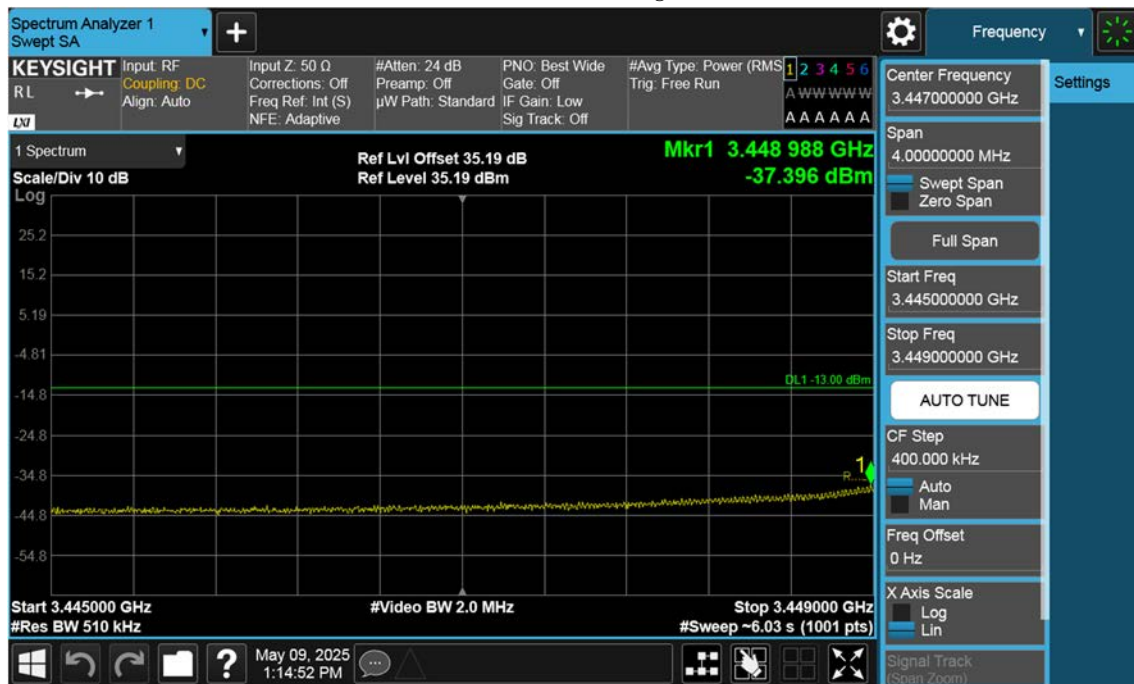 Spectrum Analyzer 1
Swept SA
Frequency
KEYSIGHT
RL
LXI
Input: RF
Coupling: DC
Align: Auto
Input Z: 50 Ω
Corrections: Off
Freq Ref: Int (S)
NFE: Adaptive
#Atten: 24 dB
Preamp: Off
µW Path: Standard
PNO: Best Wide
Gate: Off
IF Gain: Low
Sig Track: Off
#Avg Type: Power (RMS
Trig: Free Run
1 2 3 4 5 6
A W W W W W
A A A A A A
1 Spectrum
Scale/Div 10 dB
Ref Lvl Offset 35.19 dB
Ref Level 35.19 dBm
Mkr1 3.448 988 GHz
-37.396 dBm
Log
25.2
15.2
5.19
-4.81
-14.8
-24.8
-34.8
-44.8
-54.8
DL1 -13.00 dBm
1
R
Start 3.445000 GHz
#Res BW 510 kHz
#Video BW 2.0 MHz
Stop 3.449000 GHz
#Sweep ~6.03 s (1001 pts)
Center Frequency
3.447000000 GHz
Span
4.00000000 MHz
Swept Span
Zero Span
Full Span
Start Freq
3.445000000 GHz
Stop Freq
3.449000000 GHz
AUTO TUNE
CF Step
400.000 kHz
Auto
Man
Freq Offset
0 Hz
X Axis Scale
Log
Lin
Signal Track
(Span Zoom)
Settings
?
May 09, 2025
1:14:52 PM